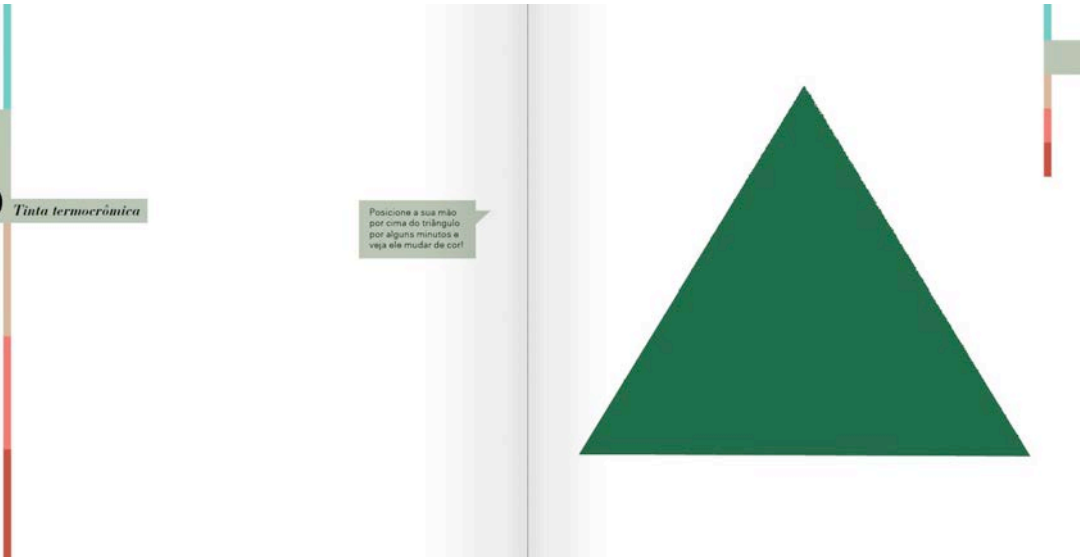 Tinta termocrômica
Posicione a sua mão
por cima do triângulo
por alguns minutos e
veja ele mudar de cor!